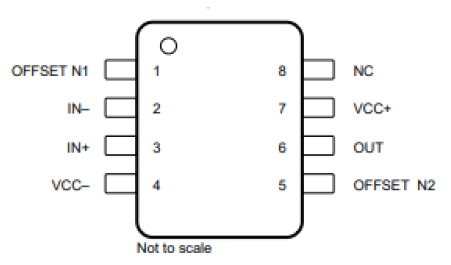 OFFSET N1 1 8 NC
IN– 2 7 VCC+
IN+ 3 6 OUT
VCC– 4 5 OFFSET N2
Not to scale